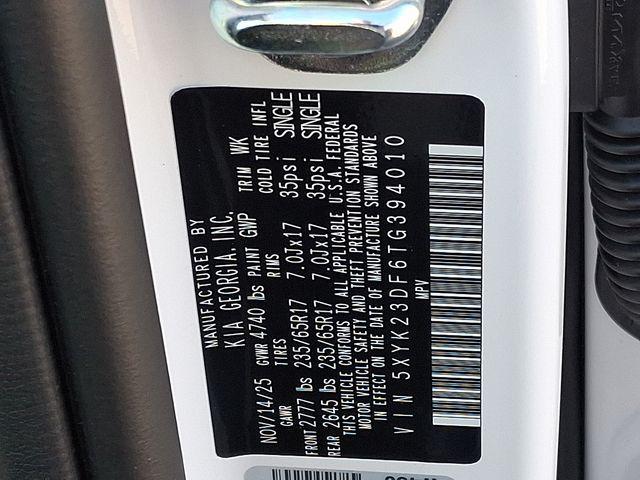 MANUFACTURED BY
KIA GEORGIA, INC.
NOV/14/25 GVWR 4740 lbs PAINT GWP TRIM WK
GAWR TIRES RIMS COLD TIRE INFL
FRONT 2777 lbs 235/65R17 7.0Jx17 35psi SINGLE
REAR 2645 lbs 235/65R17 7.0Jx17 35psi SINGLE
THIS VEHICLE CONFORMS TO ALL APPLICABLE U.S.A. FEDERAL
MOTOR VEHICLE SAFETY AND THEFT PREVENTION STANDARDS
IN EFFECT ON THE DATE OF MANUFACTURE SHOWN ABOVE
VIN 5XYK23DF6TG394010
MPV